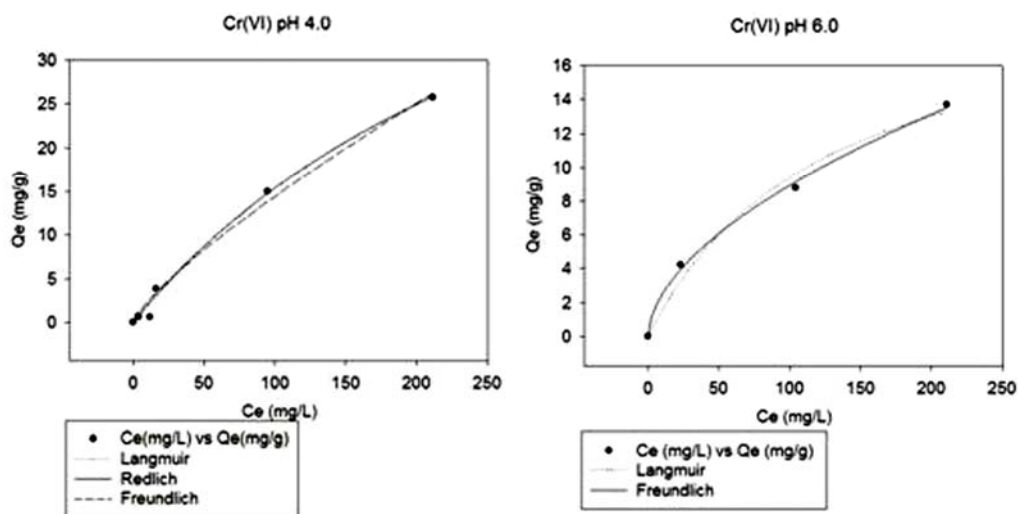 Cr(VI) pH 4.0
30
25
20
15
10
5
0
Qe (mg/g)
0 50 100 150 200 250
Ce (mg/L)
Ce(mg/L) vs Qe(mg/g)
Langmuir
Redlich
Freundlich
Cr(VI) pH 6.0
16
14
12
10
8
6
4
2
0
Qe (mg/g)
0 50 100 150 200 250
Ce (mg/L)
Ce (mg/L) vs Qe (mg/g)
Langmuir
Freundlich